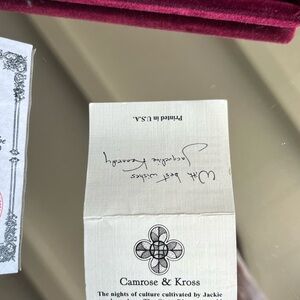 Printed in U.S.A.
With best wishes
Jacqueline Kennedy
Camrose & Kross
The nights of culture cultivated by Jackie